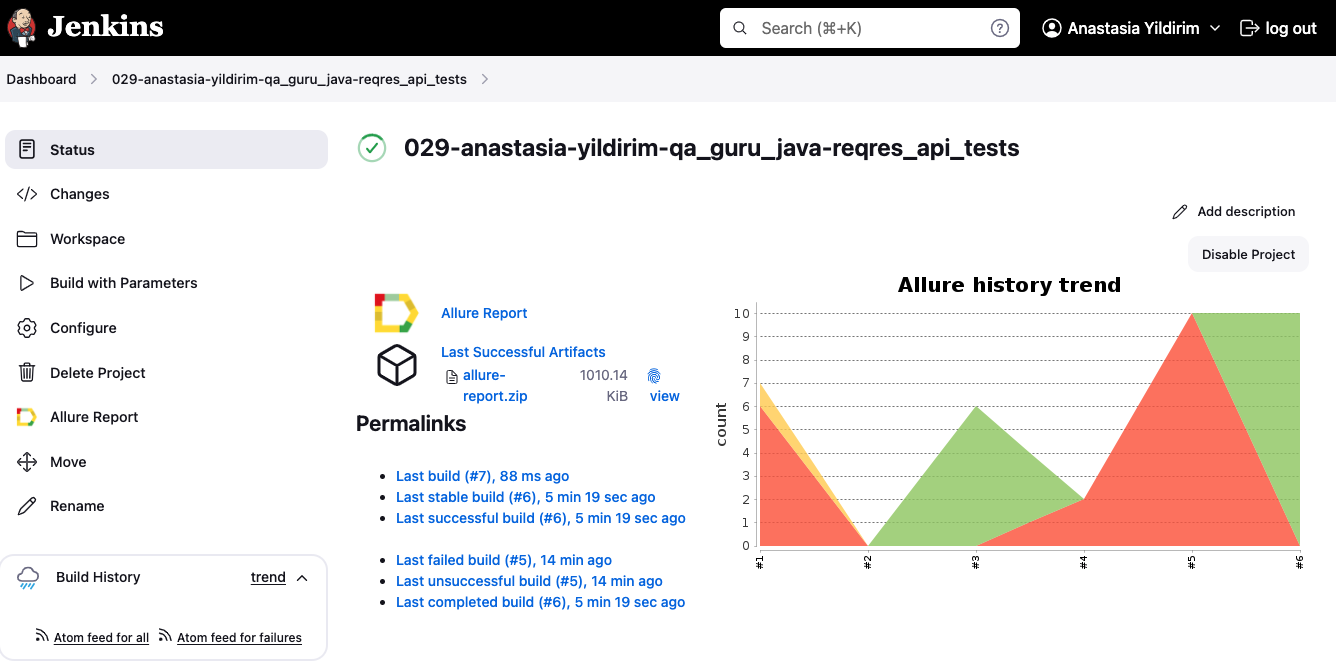 Jenkins
Search (⌘+K)
?
Anastasia Yildirim
log out
Dashboard
029-anastasia-yildirim-qa_guru_java-reqres_api_tests
Status
Changes
Workspace
Build with Parameters
Configure
Delete Project
Allure Report
Move
Rename
Build History
trend
Atom feed for all
Atom feed for failures
029-anastasia-yildirim-qa_guru_java-reqres_api_tests
Add description
Disable Project
Allure Report
Last Successful Artifacts
allure-
report.zip
1010.14
KiB
view
Permalinks
Last build (#7), 88 ms ago
Last stable build (#6), 5 min 19 sec ago
Last successful build (#6), 5 min 19 sec ago
Last failed build (#5), 14 min ago
Last unsuccessful build (#5), 14 min ago
Last completed build (#6), 5 min 19 sec ago
Allure history trend
count
10
9
8
7
6
5
4
3
2
1
0
#1
#2
#3
#4
#5
#6